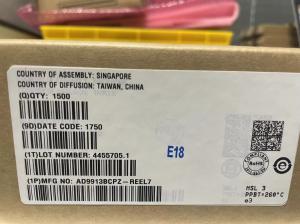 COUNTRY OF ASSEMBLY: SINGAPORE
COUNTRY OF DIFFUSION: TAIWAN, CHINA
(Q)QTY: 1500
(9D)DATE CODE: 1750
(1T)LOT NUMBER: 4455705.1
E18
(1P)MFG NO: AD9913BCPZ-REEL7
MSL 3
PPBT+260°C
e3